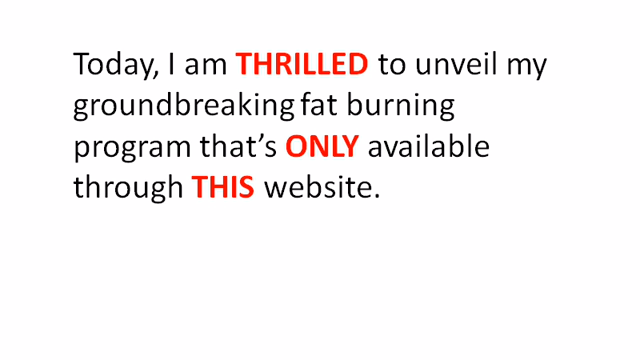 Today, I am THRILLED to unveil my
groundbreaking fat burning
program that’s ONLY available
through THIS website.